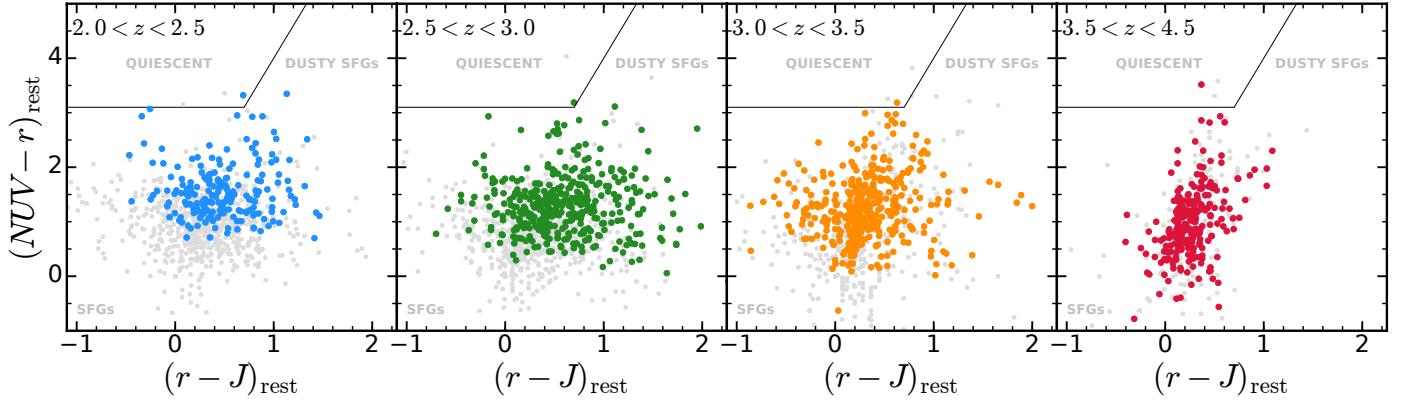 2.0 < z < 2.5
QUIESCENT
DUSTY SFGs
SFGs
2.5 < z < 3.0
QUIESCENT
DUSTY SFGs
3.0 < z < 3.5
QUIESCENT
DUSTY SFGs
3.5 < z < 4.5
QUIESCENT
DUSTY SFGs
SFGs
4
2
0
(NUV − r)rest
−1 0 1 2
−1 0 1 2
−1 0 1 2
−1 0 1 2
(r − J)rest
(r − J)rest
(r − J)rest
(r − J)rest